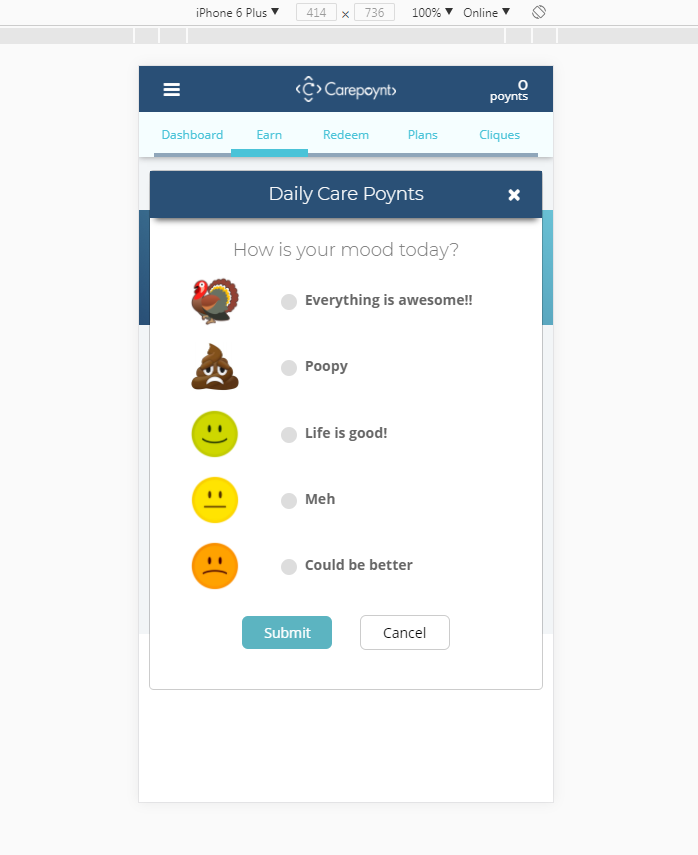 iPhone 6 Plus 414 x 736 100% Online
Carepoynt
0
poynts
Dashboard Earn Redeem Plans Cliques
Daily Care Poynts
How is your mood today?
Everything is awesome!!
Poopy
Life is good!
Meh
Could be better
Submit Cancel